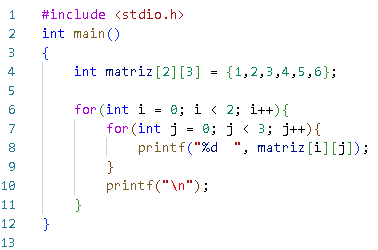 1 #include <stdio.h>
2 int main()
3 {
4     int matriz[2][3] = {1,2,3,4,5,6};
5
6     for(int i = 0; i < 2; i++){
7         for(int j = 0; j < 3; j++){
8             printf("%d  ", matriz[i][j]);
9         }
10         printf("\n");
11     }
12 }
13